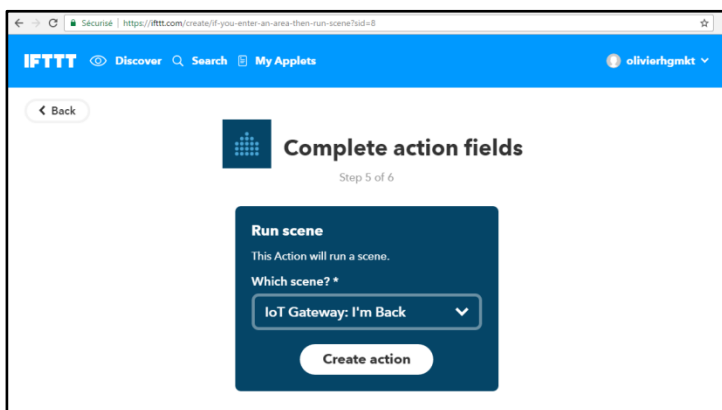 Sécurisé | https://ifttt.com/create/if-you-enter-an-area-then-run-scene?sid=8
IFTTT Discover Search My Applets olivierhgmkt
Back
Complete action fields
Step 5 of 6
Run scene
This Action will run a scene.
Which scene? *
IoT Gateway: I'm Back
Create action